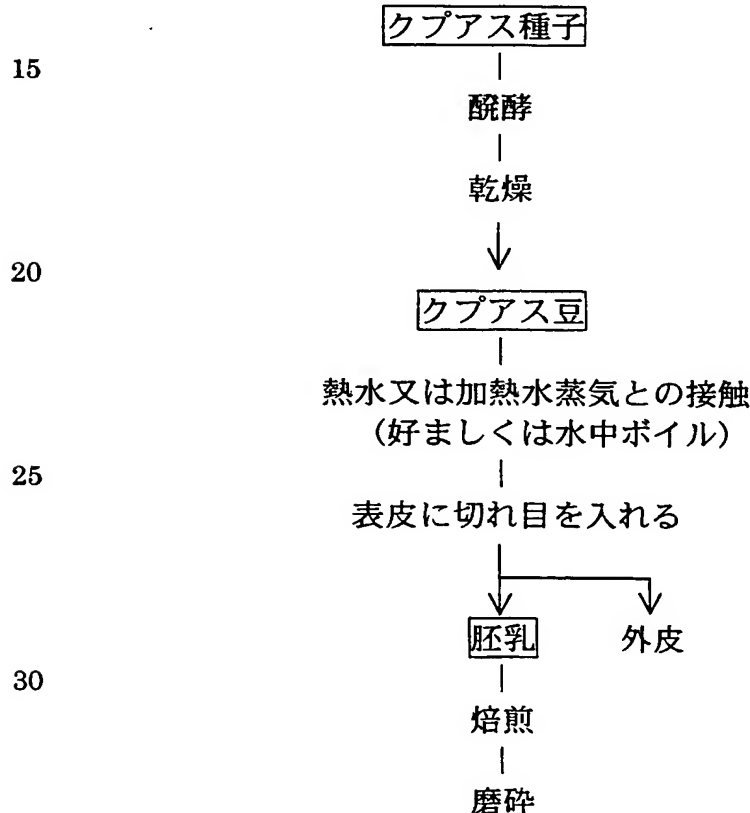 クプアス種子
15
醗酵
乾燥
20
クプアス豆
熱水又は加熱水蒸気との接触
（好ましくは水中ボイル）
25
表皮に切れ目を入れる
胚乳 外皮
30
焙煎
磨砕